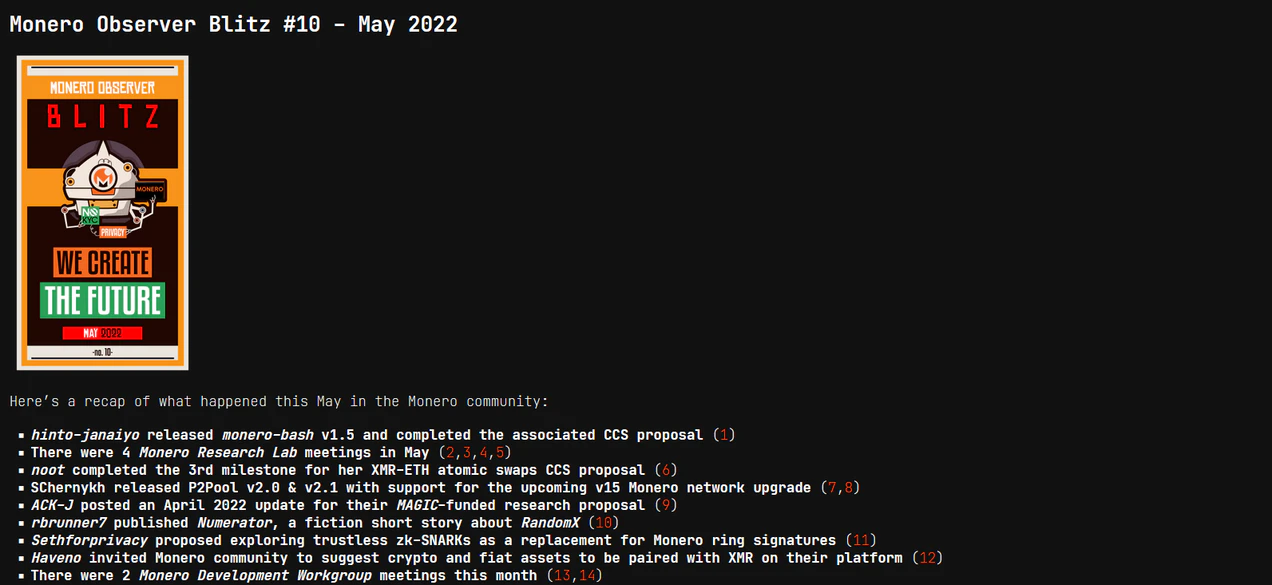 Monero Observer Blitz #10 - May 2022
MONERO OBSERVER
BLITZ
MONERO
NO
KYC
PRIVACY
WE CREATE
THE FUTURE
MAY 2022
-no. 10-
Here's a recap of what happened this May in the Monero community:
▪ hinto-janaiyo released monero-bash v1.5 and completed the associated CCS proposal (1)
▪ There were 4 Monero Research Lab meetings in May (2,3,4,5)
▪ noot completed the 3rd milestone for her XMR-ETH atomic swaps CCS proposal (6)
▪ SChernykh released P2Pool v2.0 & v2.1 with support for the upcoming v15 Monero network upgrade (7,8)
▪ ACK-J posted an April 2022 update for their MAGIC-funded research proposal (9)
▪ rbrunner7 published Numerator, a fiction short story about RandomX (10)
▪ Sethforprivacy proposed exploring trustless zk-SNARKs as a replacement for Monero ring signatures (11)
▪ Haveno invited Monero community to suggest crypto and fiat assets to be paired with XMR on their platform (12)
▪ There were 2 Monero Development Workgroup meetings this month (13,14)